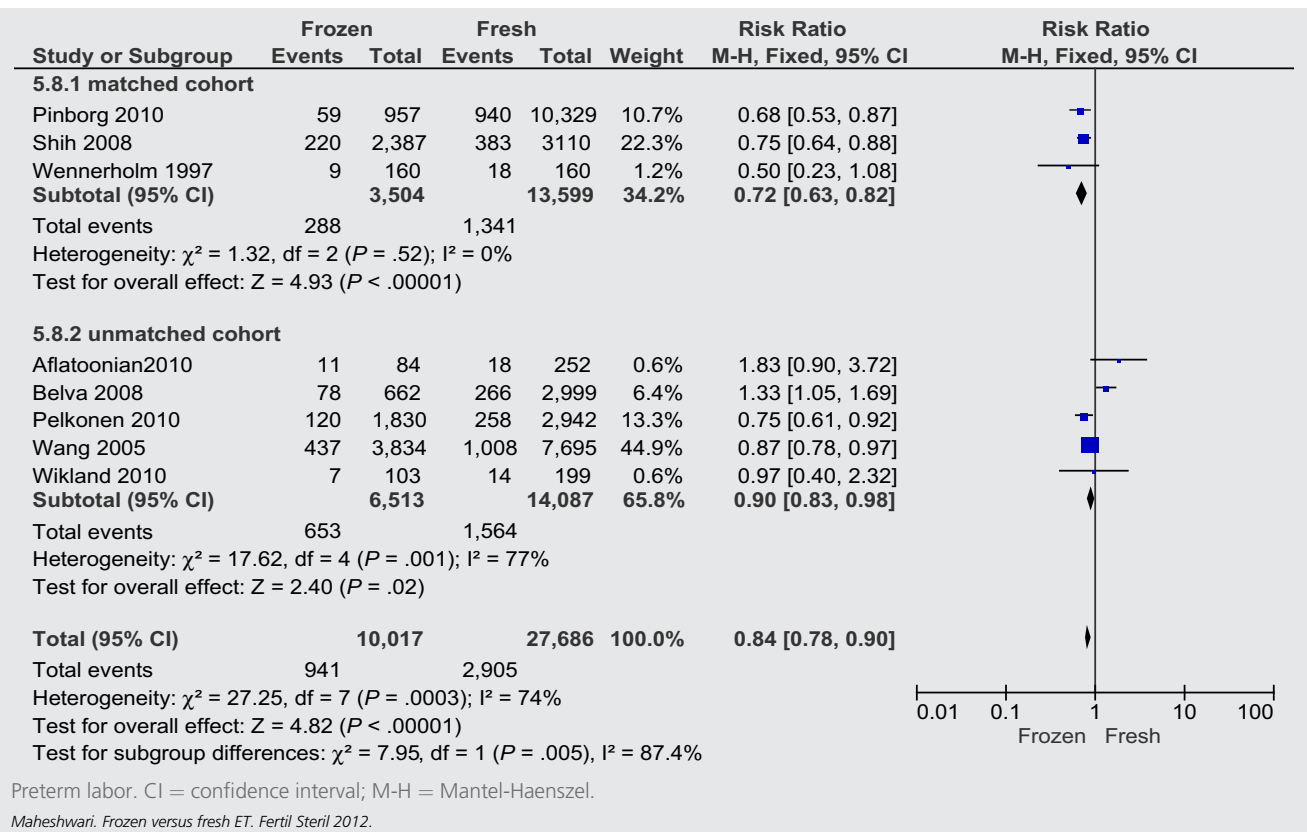 Frozen Fresh Risk Ratio Risk Ratio
Study or Subgroup Events Total Events Total Weight M-H, Fixed, 95% CI M-H, Fixed, 95% CI
5.8.1 matched cohort
Pinborg 2010 59 957 940 10,329 10.7% 0.68 [0.53, 0.87]
Shih 2008 220 2,387 383 3110 22.3% 0.75 [0.64, 0.88]
Wennerholm 1997 9 160 18 160 1.2% 0.50 [0.23, 1.08]
Subtotal (95% CI) 3,504 13,599 34.2% 0.72 [0.63, 0.82]
Total events 288 1,341
Heterogeneity: χ² = 1.32, df = 2 (P = .52); I² = 0%
Test for overall effect: Z = 4.93 (P < .00001)
5.8.2 unmatched cohort
Aflatoonian2010 11 84 18 252 0.6% 1.83 [0.90, 3.72]
Belva 2008 78 662 266 2,999 6.4% 1.33 [1.05, 1.69]
Pelkonen 2010 120 1,830 258 2,942 13.3% 0.75 [0.61, 0.92]
Wang 2005 437 3,834 1,008 7,695 44.9% 0.87 [0.78, 0.97]
Wikland 2010 7 103 14 199 0.6% 0.97 [0.40, 2.32]
Subtotal (95% CI) 6,513 14,087 65.8% 0.90 [0.83, 0.98]
Total events 653 1,564
Heterogeneity: χ² = 17.62, df = 4 (P = .001); I² = 77%
Test for overall effect: Z = 2.40 (P = .02)
Total (95% CI) 10,017 27,686 100.0% 0.84 [0.78, 0.90]
Total events 941 2,905
Heterogeneity: χ² = 27.25, df = 7 (P = .0003); I² = 74%
Test for overall effect: Z = 4.82 (P < .00001)
Test for subgroup differences: χ² = 7.95, df = 1 (P = .005), I² = 87.4%
0.01 0.1 1 10 100
Frozen Fresh
Preterm labor. CI = confidence interval; M-H = Mantel-Haenszel.
Maheshwari. Frozen versus fresh ET. Fertil Steril 2012.